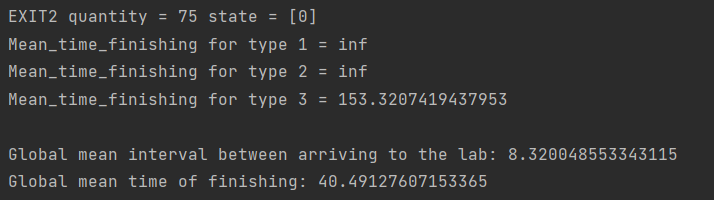 EXIT2 quantity = 75 state = [0]
Mean_time_finishing for type 1 = inf
Mean_time_finishing for type 2 = inf
Mean_time_finishing for type 3 = 153.3207419437953
Global mean interval between arriving to the lab: 8.320048553343115
Global mean time of finishing: 40.49127607153365